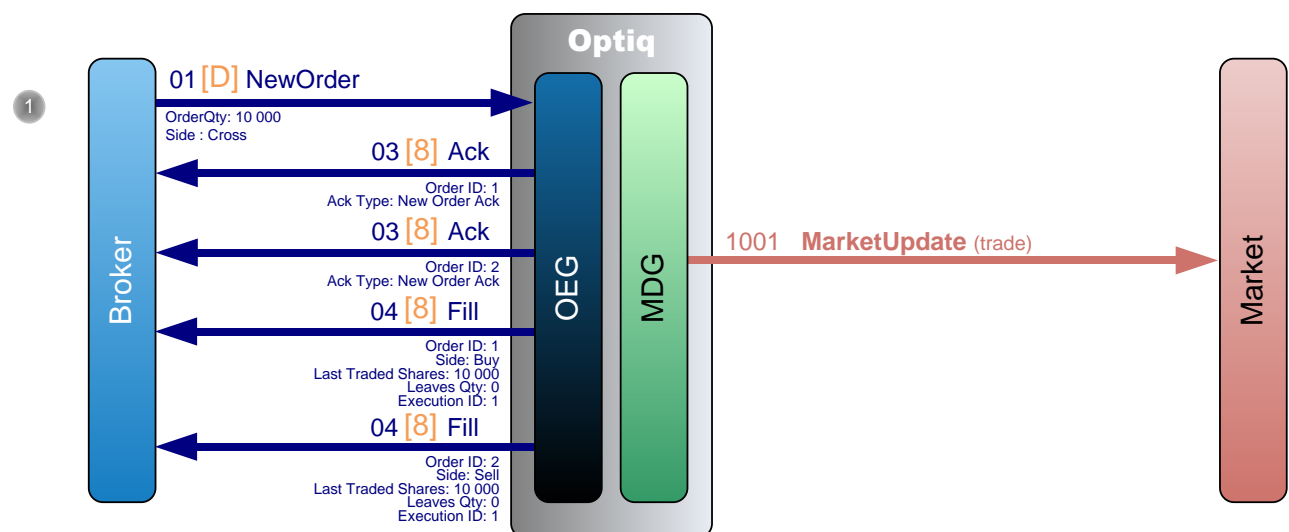 Optiq
1
01 [D] NewOrder
OrderQty: 10 000
Side : Cross
03 [8] Ack
Order ID: 1
Ack Type: New Order Ack
03 [8] Ack
Order ID: 2
Ack Type: New Order Ack
04 [8] Fill
Order ID: 1
Side: Buy
Last Traded Shares: 10 000
Leaves Qty: 0
Execution ID: 1
04 [8] Fill
Order ID: 2
Side: Sell
Last Traded Shares: 10 000
Leaves Qty: 0
Execution ID: 1
Broker
OEG
MDG
1001 MarketUpdate (trade)
Market